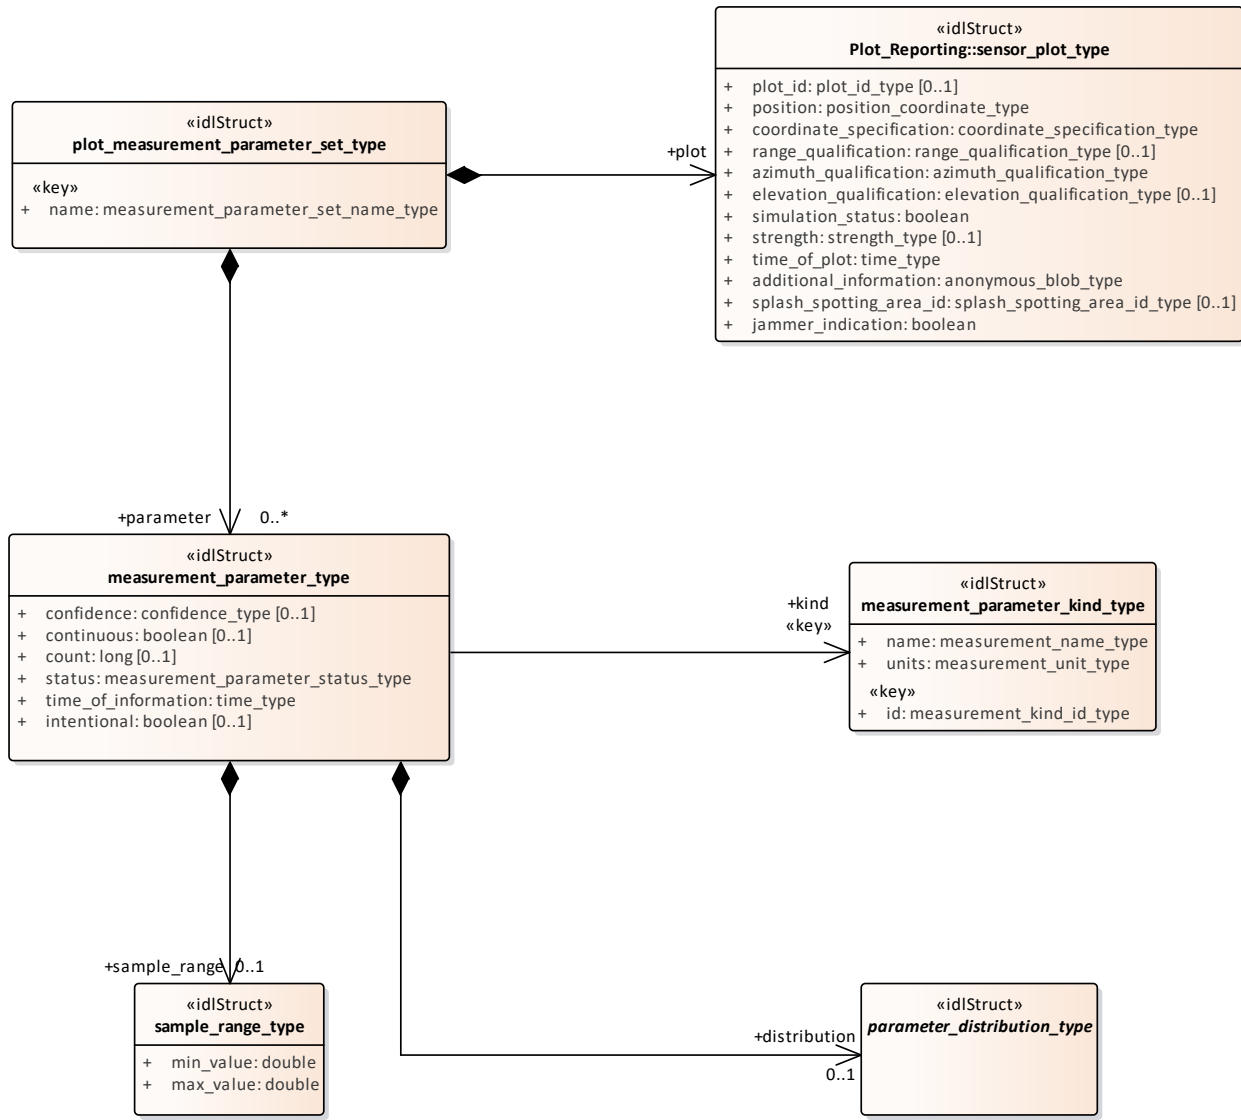 «idlStruct»
Plot_Reporting::sensor_plot_type
+ plot_id: plot_id_type [0..1]
+ position: position_coordinate_type
+ coordinate_specification: coordinate_specification_type
+ range_qualification: range_qualification_type [0..1]
+ azimuth_qualification: azimuth_qualification_type
+ elevation_qualification: elevation_qualification_type [0..1]
+ simulation_status: boolean
+ strength: strength_type [0..1]
+ time_of_plot: time_type
+ additional_information: anonymous_blob_type
+ splash_spotting_area_id: splash_spotting_area_id_type [0..1]
+ jammer_indication: boolean
«idlStruct»
plot_measurement_parameter_set_type
«key»
+ name: measurement_parameter_set_name_type
+plot
+parameter
0..*
«idlStruct»
measurement_parameter_type
+ confidence: confidence_type [0..1]
+ continuous: boolean [0..1]
+ count: long [0..1]
+ status: measurement_parameter_status_type
+ time_of_information: time_type
+ intentional: boolean [0..1]
+kind
«key»
«idlStruct»
measurement_parameter_kind_type
+ name: measurement_name_type
+ units: measurement_unit_type
«key»
+ id: measurement_kind_id_type
+sample_range
0..1
«idlStruct»
sample_range_type
+ min_value: double
+ max_value: double
+distribution
0..1
«idlStruct»
parameter_distribution_type